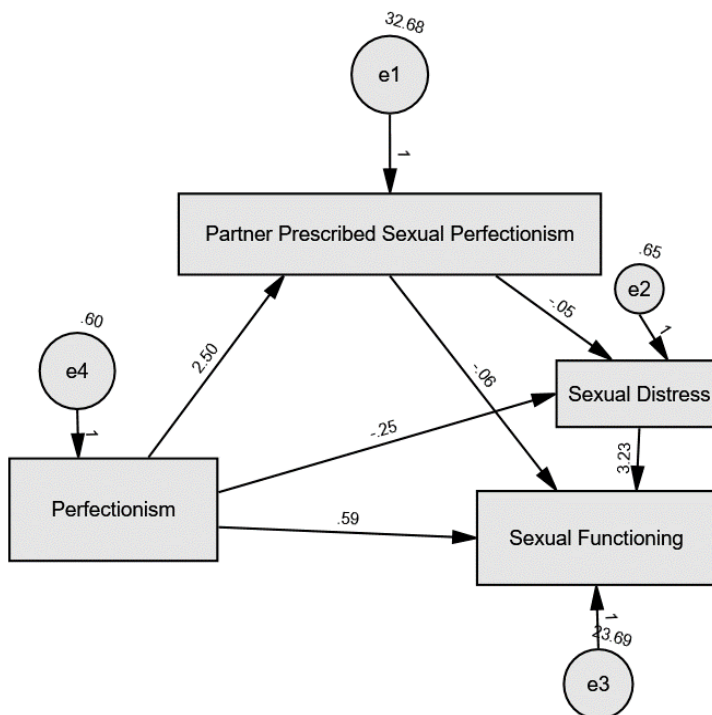 32.68
e1
1
Partner Prescribed Sexual Perfectionism
.65
e2
1
-.05
.60
e4
1
2.50
-.06
Sexual Distress
-.25
3.23
Perfectionism
.59
Sexual Functioning
1
23.69
e3